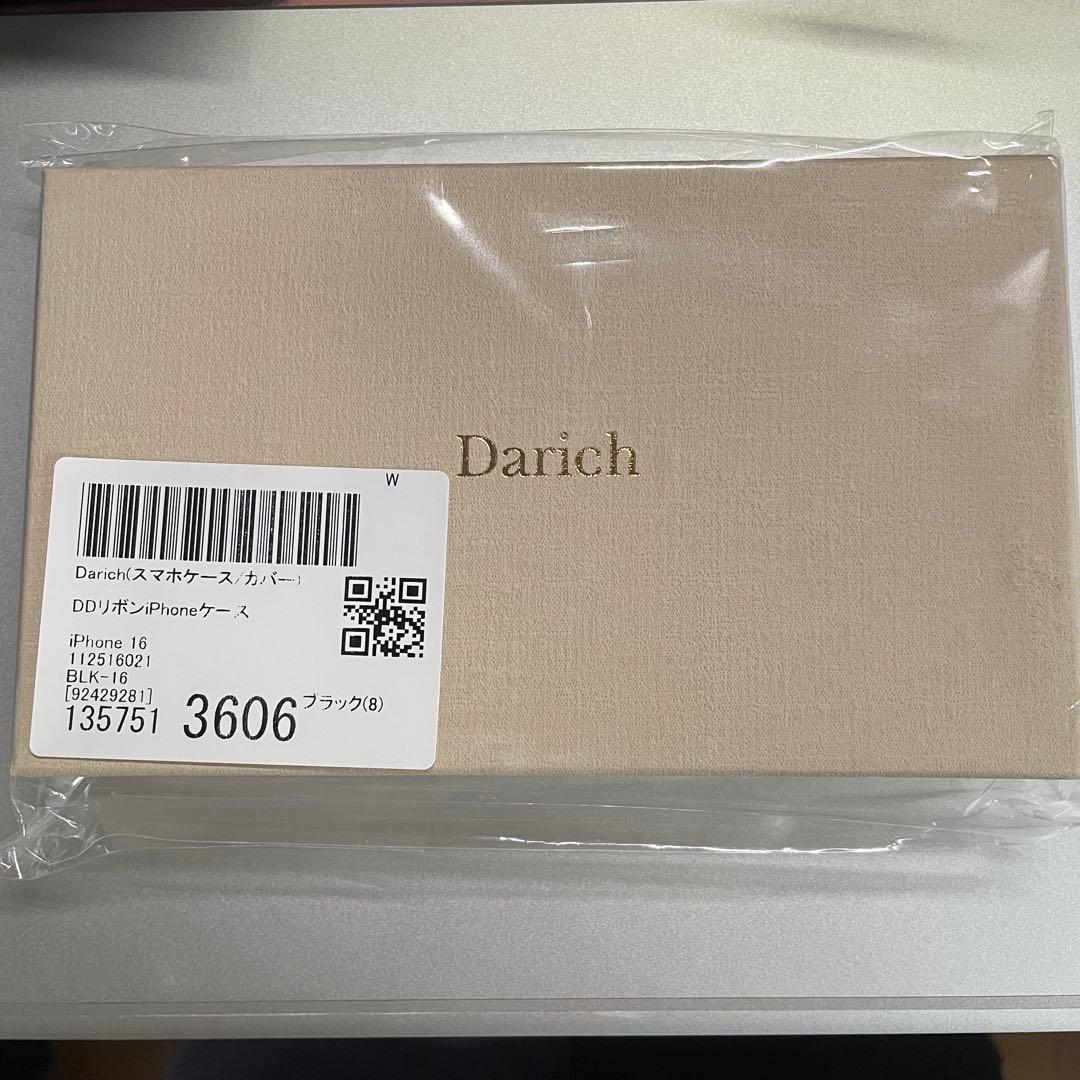 Darich
W
Darich(スマホケース/カバー)
DDリボンiPhoneケース
iPhone 16
112516021
BLK-16
[92429281]
135751 3606 ブラック(8)